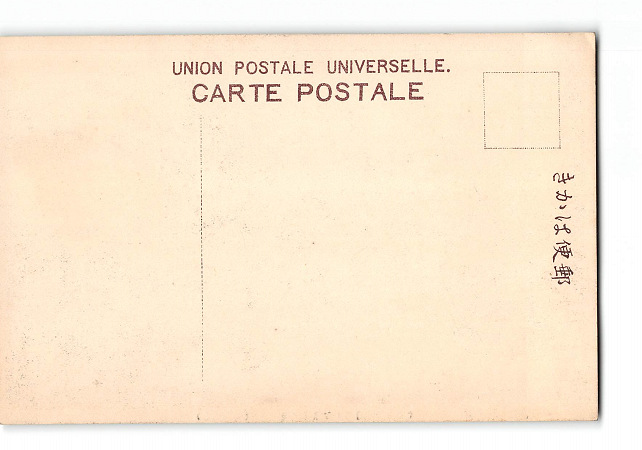 UNION POSTALE UNIVERSELLE.
CARTE POSTALE
きかは便郵